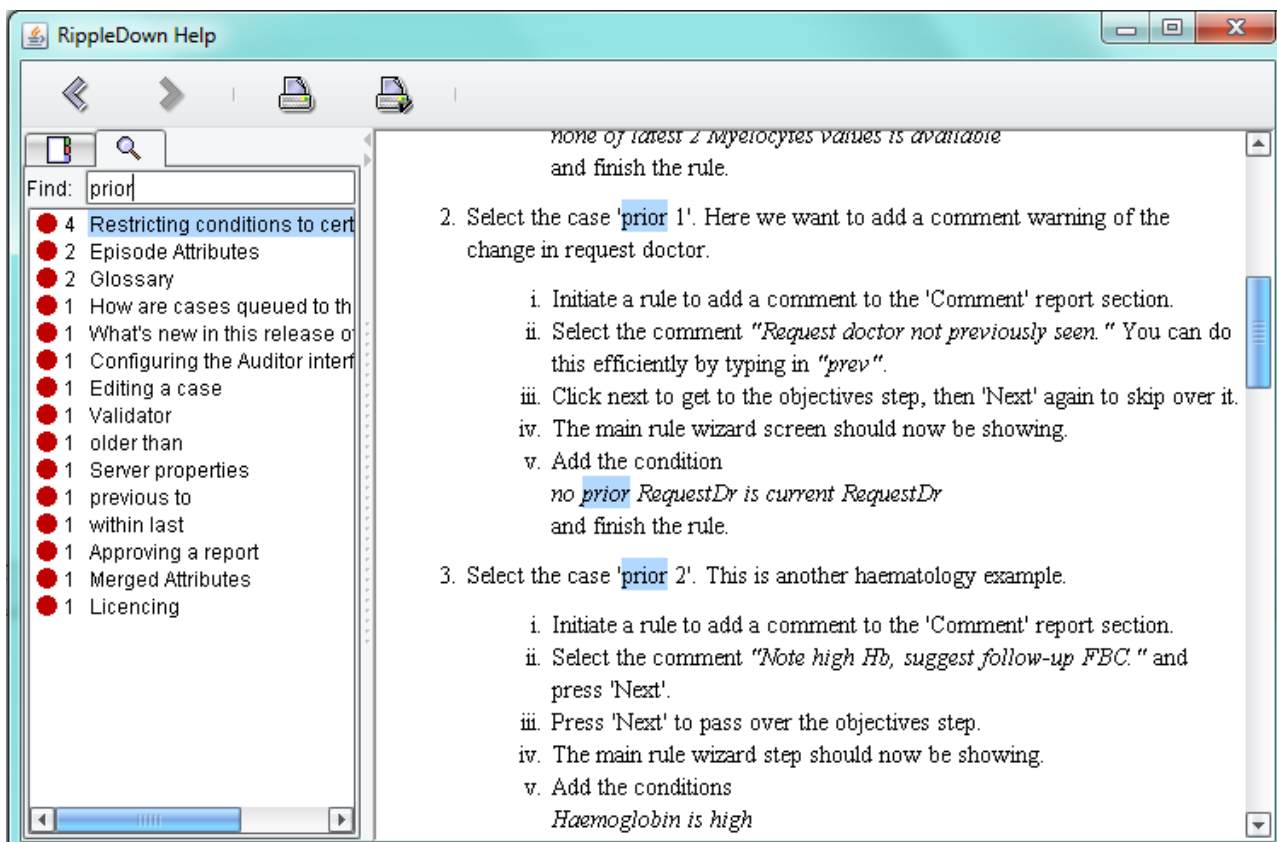 RippleDown Help
Find: prior
4 Restricting conditions to cert
2 Episode Attributes
2 Glossary
1 How are cases queued to th
1 What's new in this release o
1 Configuring the Auditor interf
1 Editing a case
1 Validator
1 older than
1 Server properties
1 previous to
1 within last
1 Approving a report
1 Merged Attributes
1 Licencing
none of latest 2 Myelocytes values is available
and finish the rule.
2. Select the case 'prior 1'. Here we want to add a comment warning of the
change in request doctor.
i. Initiate a rule to add a comment to the 'Comment' report section.
ii. Select the comment "Request doctor not previously seen." You can do
this efficiently by typing in "prev".
iii. Click next to get to the objectives step, then 'Next' again to skip over it.
iv. The main rule wizard screen should now be showing.
v. Add the condition
no prior RequestDr is current RequestDr
and finish the rule.
3. Select the case 'prior 2'. This is another haematology example.
i. Initiate a rule to add a comment to the 'Comment' report section.
ii. Select the comment "Note high Hb, suggest follow-up FBC." and
press 'Next'.
iii. Press 'Next' to pass over the objectives step.
iv. The main rule wizard step should now be showing.
v. Add the conditions
Haemoglobin is high